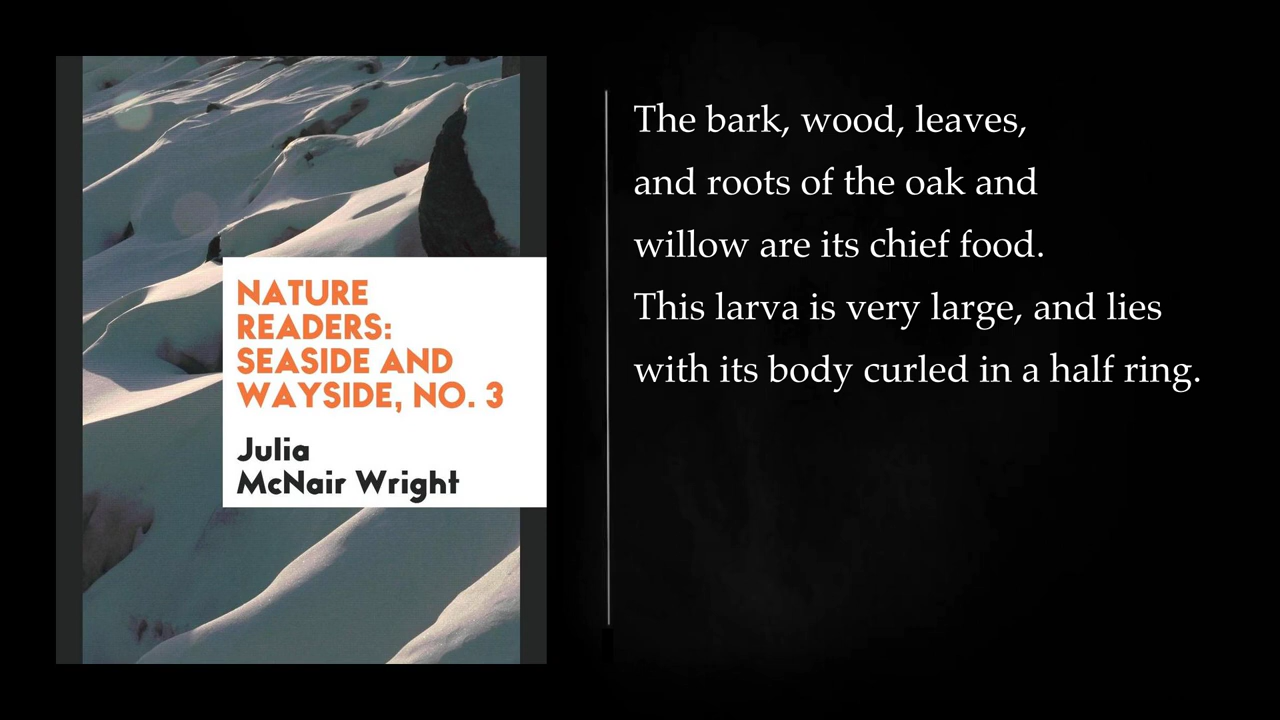 NATURE
READERS:
SEASIDE AND
WAYSIDE, NO. 3
Julia
McNair Wright
The bark, wood, leaves,
and roots of the oak and
willow are its chief food.
This larva is very large, and lies
with its body curled in a half ring.